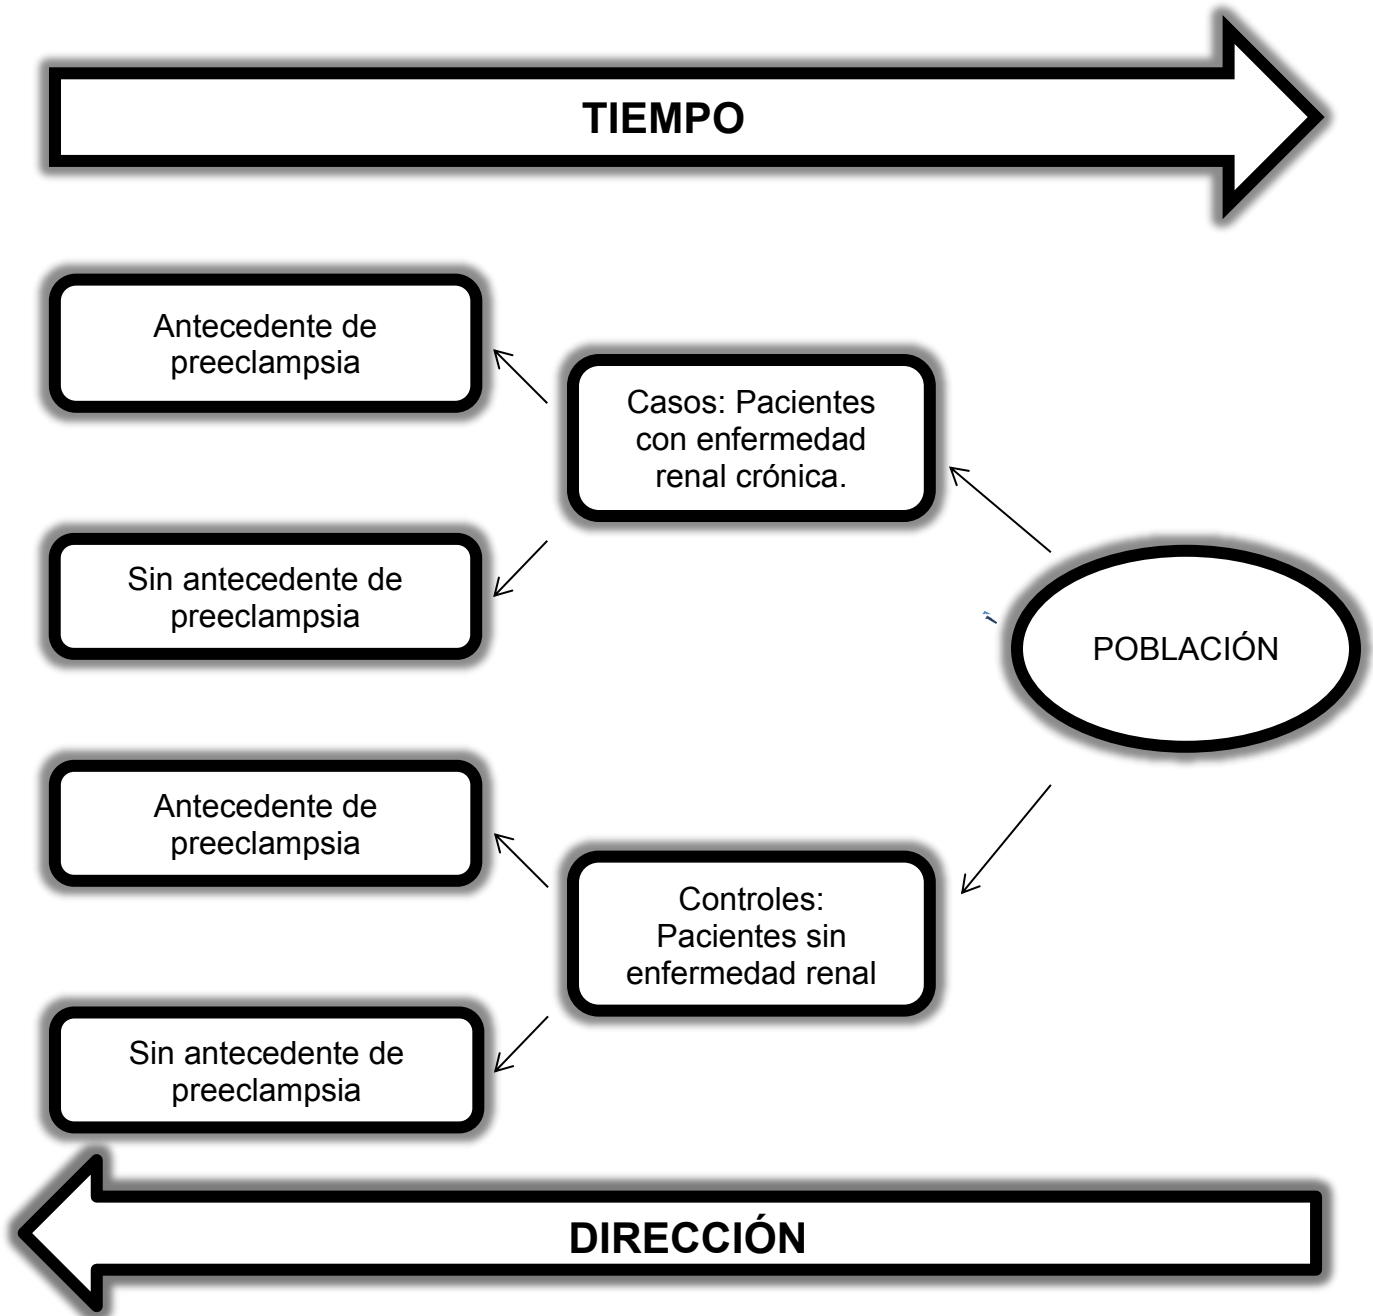 TIEMPO
Antecedente de
preeclampsia
Casos: Pacientes
con enfermedad
renal crónica.
Sin antecedente de
preeclampsia
POBLACIÓN
Antecedente de
preeclampsia
Controles:
Pacientes sin
enfermedad renal
Sin antecedente de
preeclampsia
DIRECCIÓN